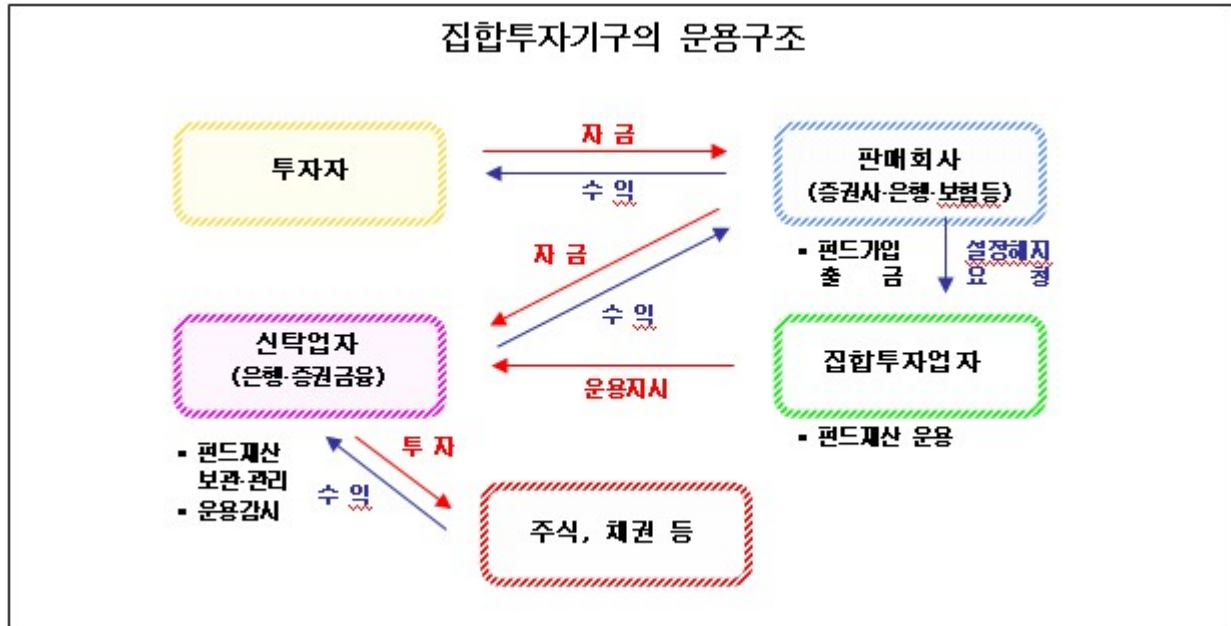 집합투자기구의 운용구조
투자자
자 금
수 익
판매회사
(증권사·은행·보험등)
자 금
수 익
▪ 펀드가입
출 금
설정해지
요 청
신탁업자
(은행·증권금융)
운용지시
집합투자업자
▪ 펀드재산 운용
▪ 펀드재산
보관·관리
▪ 운용감시
투 자
수 익
주식, 채권 등